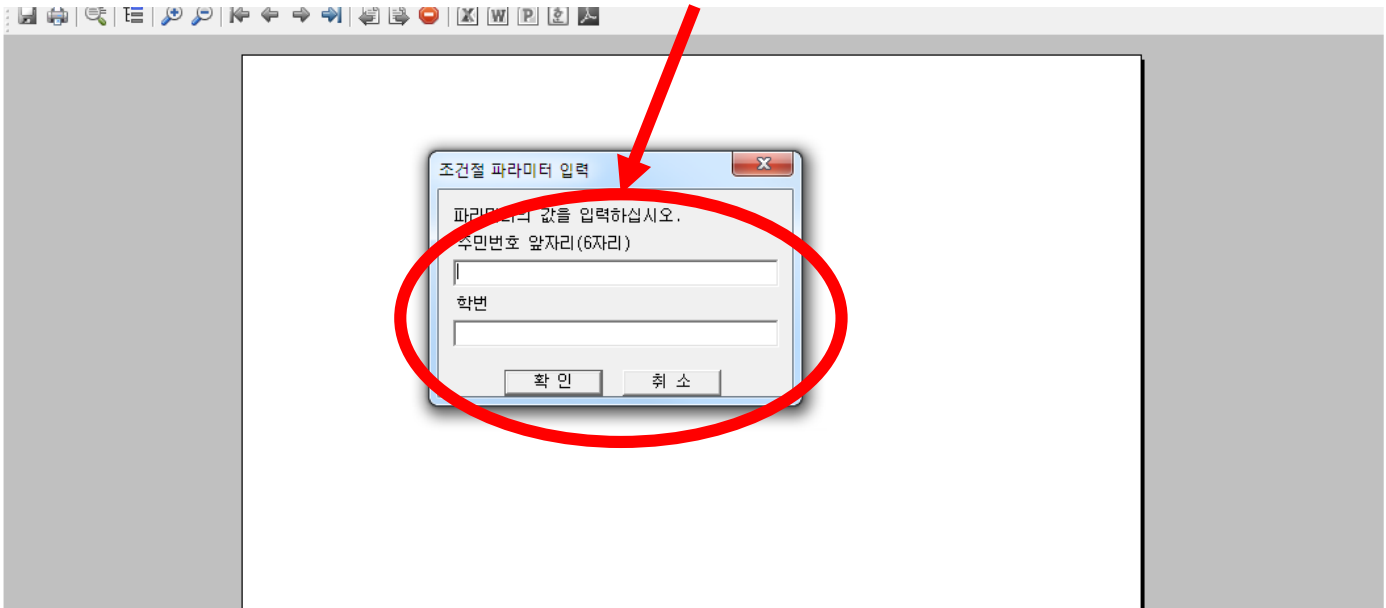 조건절 파라미터 입력
파라미터의 값을 입력하십시오.
주민번호 앞자리(6자리)
학번
확 인
취 소